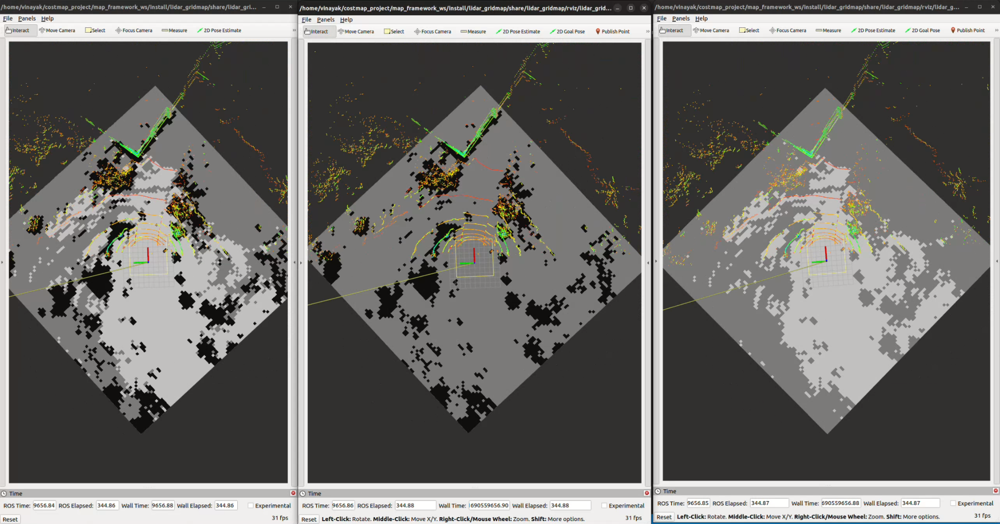 /home/vinayak/costmap_project/map_framework_ws/install/lidar_gridmap/share/lidar_gri...
File Panels Help
Interact Move Camera Select Focus Camera Measure 2D Pose Estimate
Time
ROS Time: 9656.84 ROS Elapsed: 344.86 Wall Time: 9656.88 Wall Elapsed: 344.86 Experimental
Reset 31 fps
/home/vinayak/costmap_project/map_framework_ws/install/lidar_gridmap/share/lidar_gridmap/rviz/lidar_grid...
File Panels Help
Interact Move Camera Select Focus Camera Measure 2D Pose Estimate 2D Goal Pose Publish Point
Time
ROS Time: 9656.86 ROS Elapsed: 344.88 Wall Time: 690559656.90 Wall Elapsed: 344.88 Experimental
Reset Left-Click: Rotate. Middle-Click: Move X/Y. Right-Click/Mouse Wheel: Zoom. Shift: More options. 31 fps
/home/vinayak/costmap_project/map_framework_ws/install/lidar_gridmap/share/lidar_gridmap/rviz/lidar_g...
File Panels Help
Interact Move Camera Select Focus Camera Measure 2D Pose Estimate 2D Goal Pose Publish Point
Time
ROS Time: 9656.85 ROS Elapsed: 344.87 Wall Time: 690559656.88 Wall Elapsed: 344.87 Experimental
Reset Left-Click: Rotate. Middle-Click: Move X/Y. Right-Click/Mouse Wheel: Zoom. Shift: More options. 31 fps